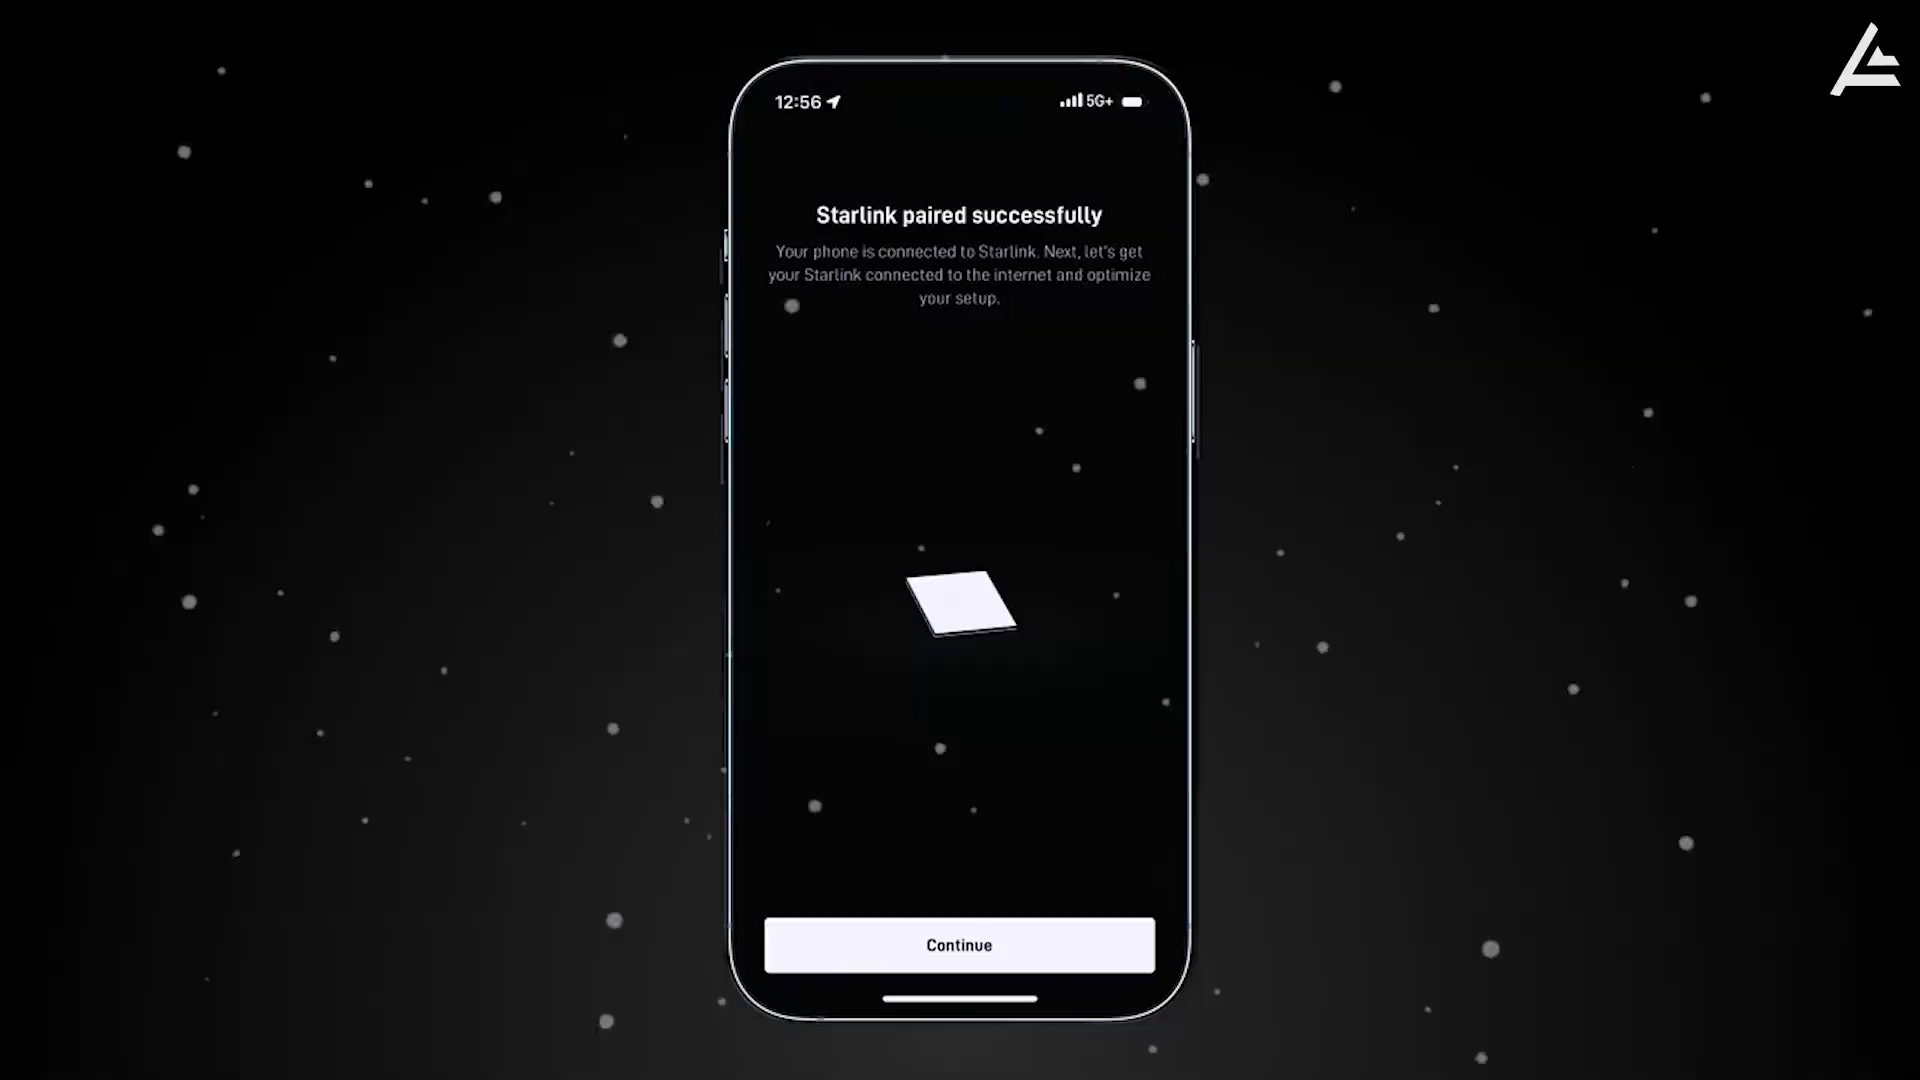 12:56 5G+
Starlink paired successfully
Your phone is connected to Starlink. Next, let's get
your Starlink connected to the internet and optimize
your setup.
Continue